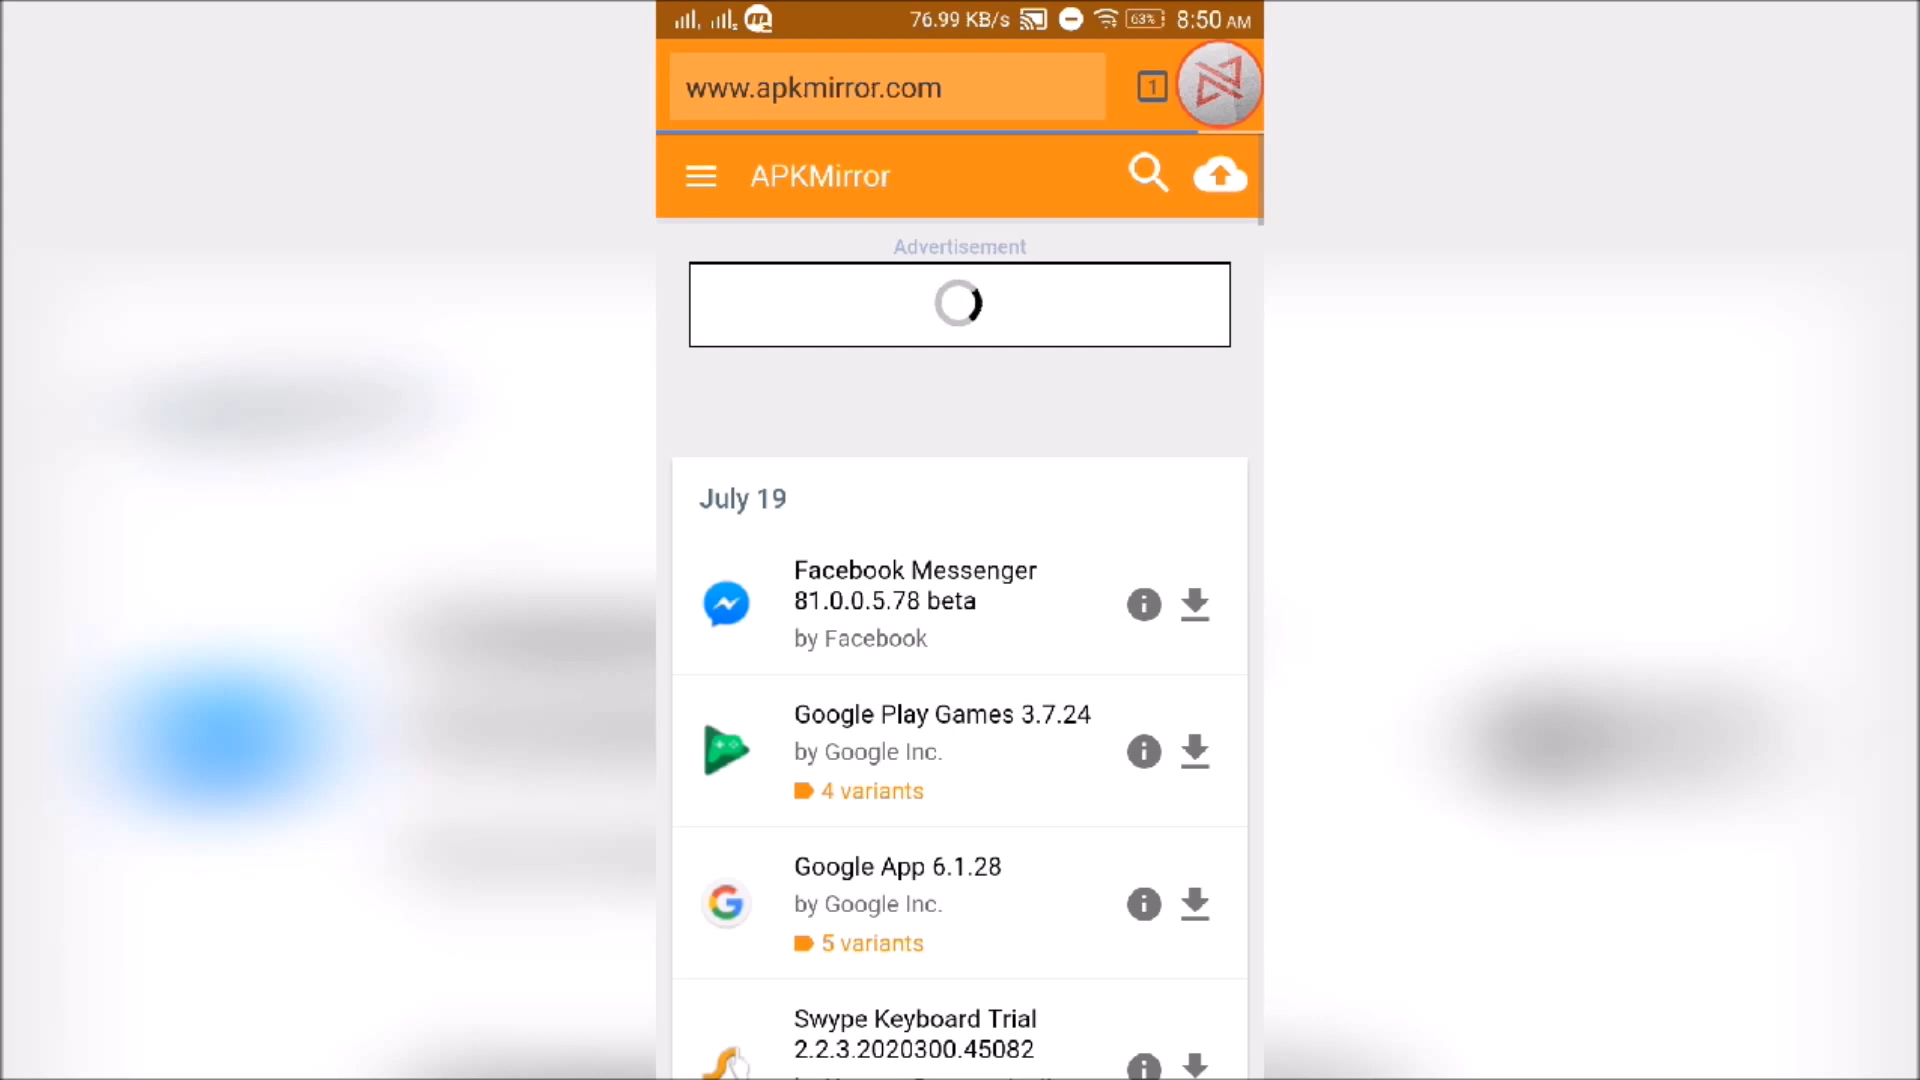 76.99 KB/s 63% 8:50 AM
www.apkmirror.com
1
APKMirror
Advertisement
July 19
Facebook Messenger
81.0.0.5.78 beta
by Facebook
Google Play Games 3.7.24
by Google Inc.
4 variants
Google App 6.1.28
by Google Inc.
5 variants
Swype Keyboard Trial
2.2.3.2020300.45082